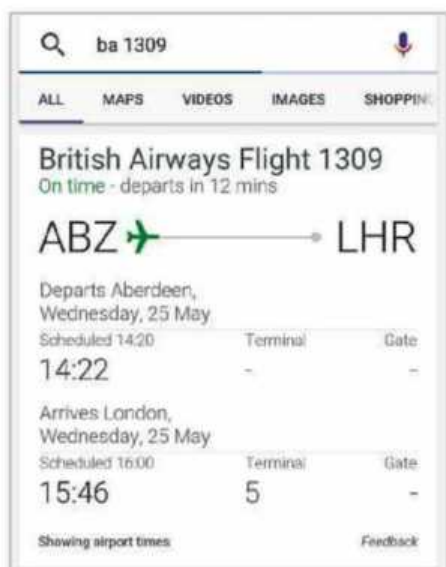 ba 1309
ALL MAPS VIDEOS IMAGES SHOPPIN
British Airways Flight 1309
On time - departs in 12 mins
ABZ LHR
Departs Aberdeen,
Wednesday, 25 May
Scheduled 14:20 Terminal Gate
14:22 - -
Arrives London,
Wednesday, 25 May
Scheduled 16:00 Terminal Gate
15:46 5 -
Showing airport times Feedback